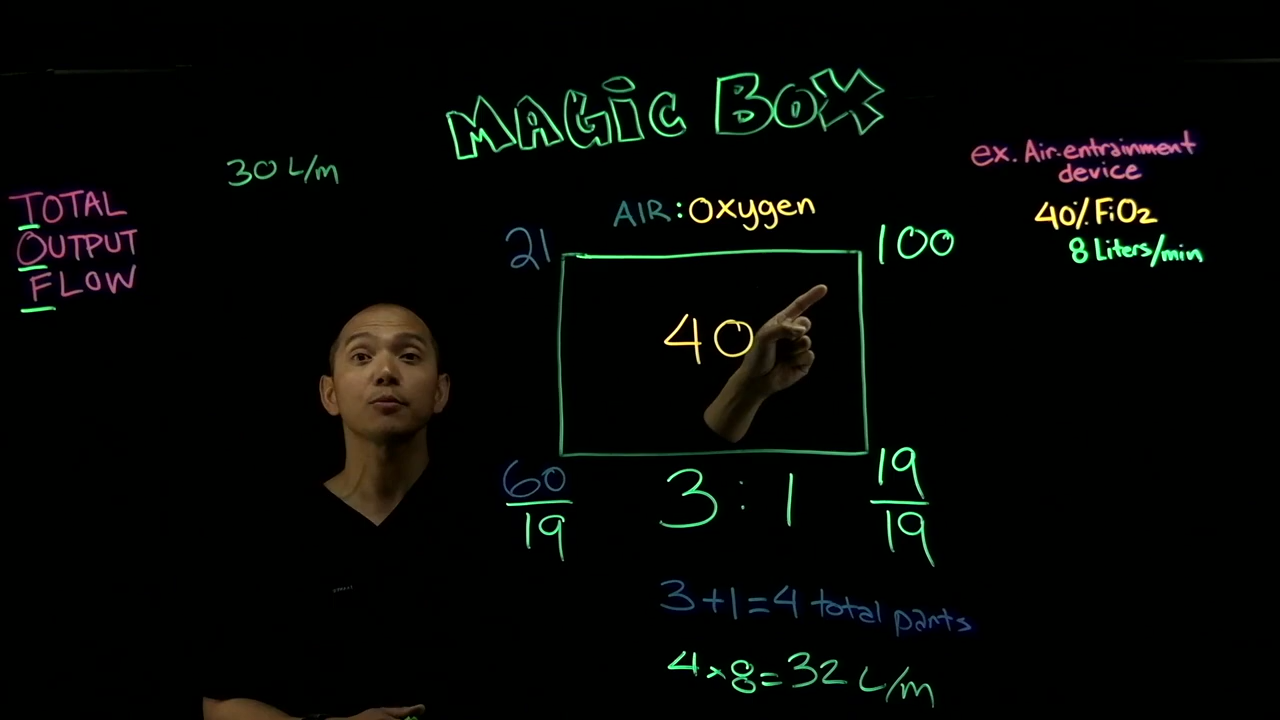 MAGIC BOX
30 L/m
TOTAL
OUTPUT
FLOW
ex. Air-entrainment
device
40% FiO2
8 Liters/min
AIR:Oxygen
21
100
40
60
19
3:1
19
19
3+1=4 total parts
4×8=32 L/m